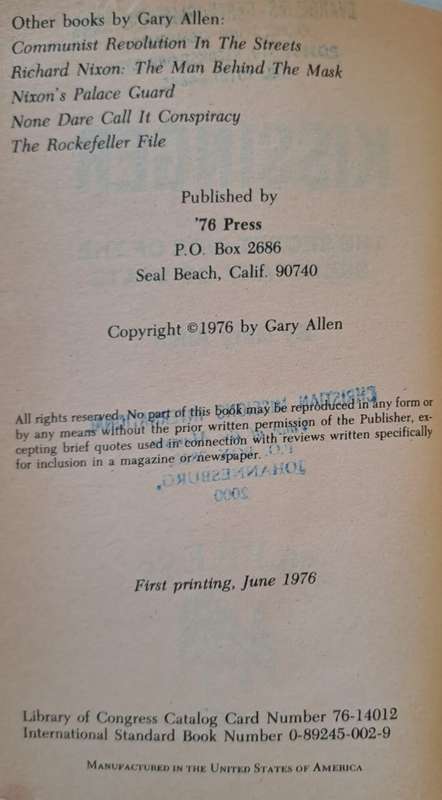 Other books by Gary Allen:
Communist Revolution In The Streets
Richard Nixon: The Man Behind The Mask
Nixon's Palace Guard
None Dare Call It Conspiracy
The Rockefeller File
Published by
'76 Press
P.O. Box 2686
Seal Beach, Calif. 90740
Copyright ©1976 by Gary Allen
CHRISTIAN MISSION
All rights reserved. No part of this book may be reproduced in any form or
by any means without the prior written permission of the Publisher, ex-
cepting brief quotes used in connection with reviews written specifically
for inclusion in a magazine or newspaper.
P.O.
JOHANNESBURG,
2000
First printing, June 1976
Library of Congress Catalog Card Number 76-14012
International Standard Book Number 0-89245-002-9
MANUFACTURED IN THE UNITED STATES OF AMERICA